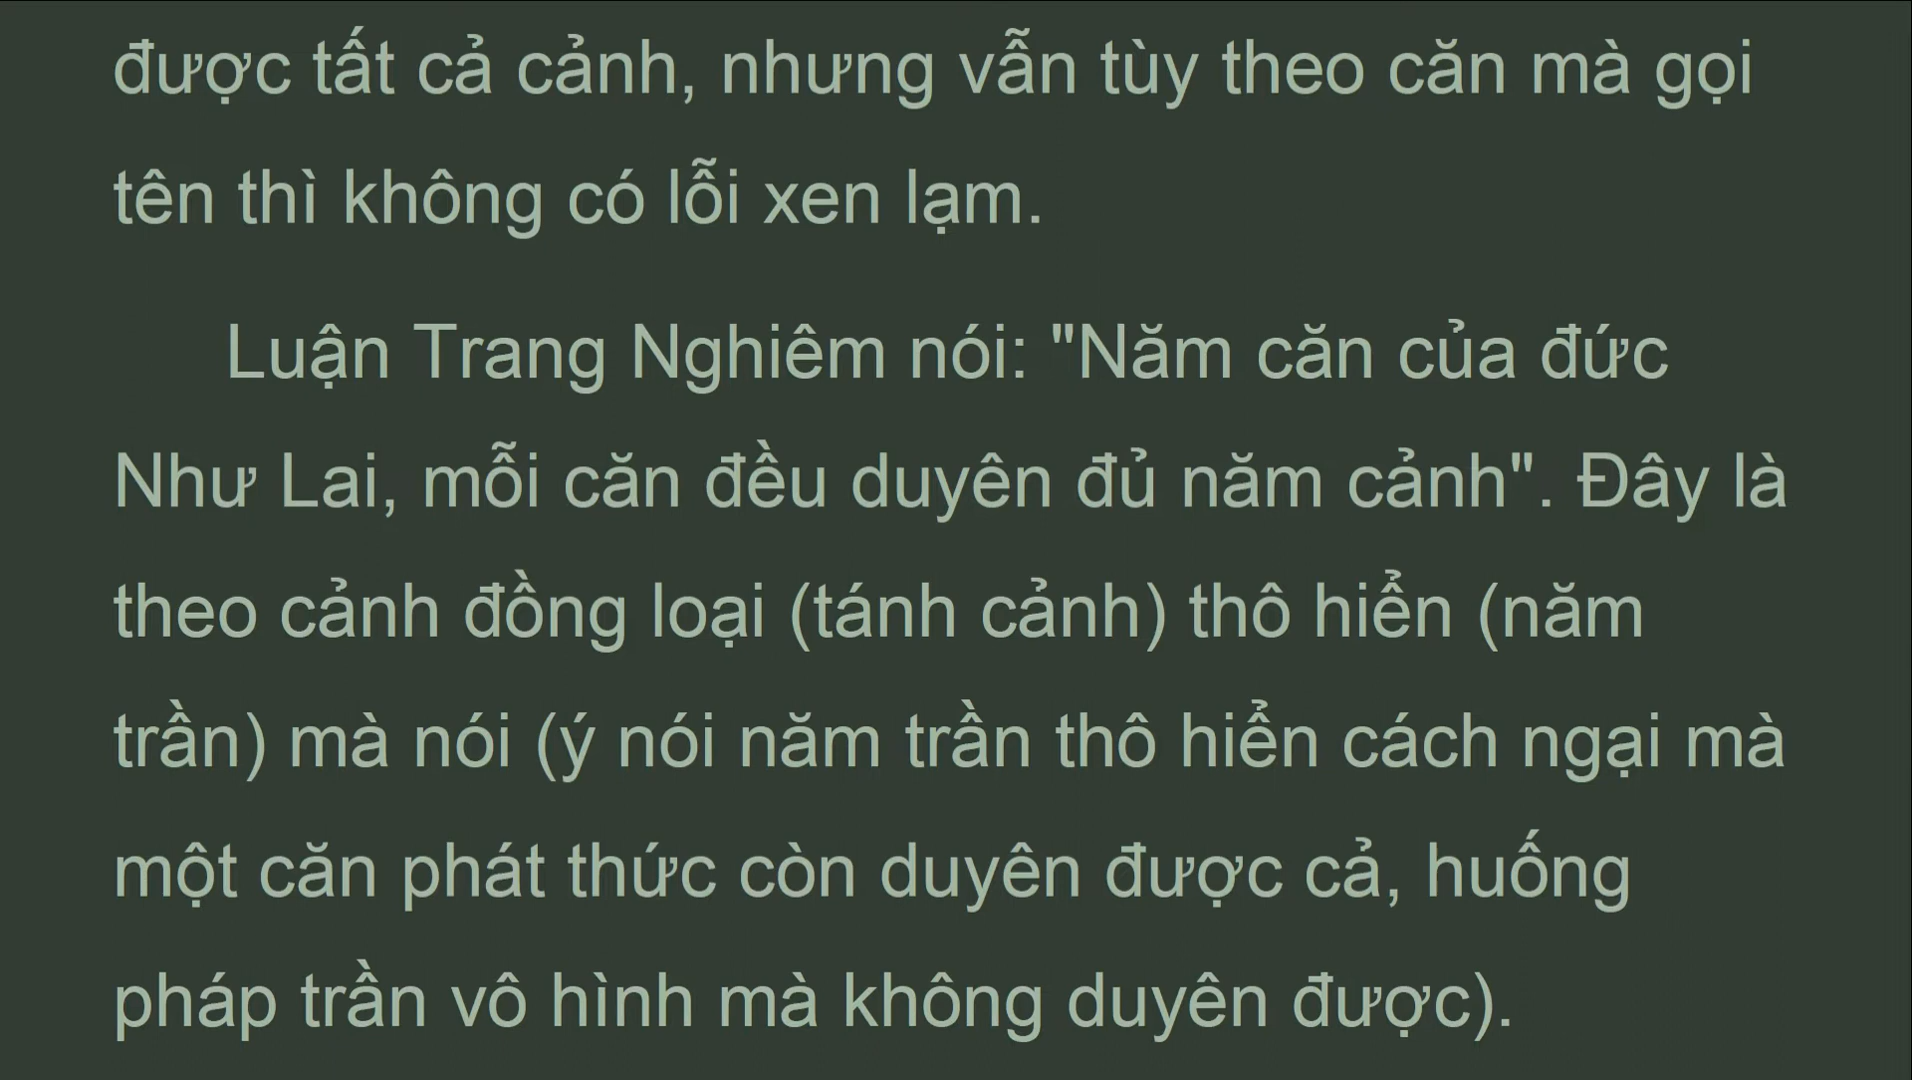 được tất cả cảnh, nhưng vẫn tùy theo căn mà gọi
tên thì không có lỗi xen lạm.
Luận Trang Nghiêm nói: "Năm căn của đức
Như Lai, mỗi căn đều duyên đủ năm cảnh". Đây là
theo cảnh đồng loại (tánh cảnh) thô hiển (năm
trần) mà nói (ý nói năm trần thô hiển cách ngại mà
một căn phát thức còn duyên được cả, huống
pháp trần vô hình mà không duyên được).